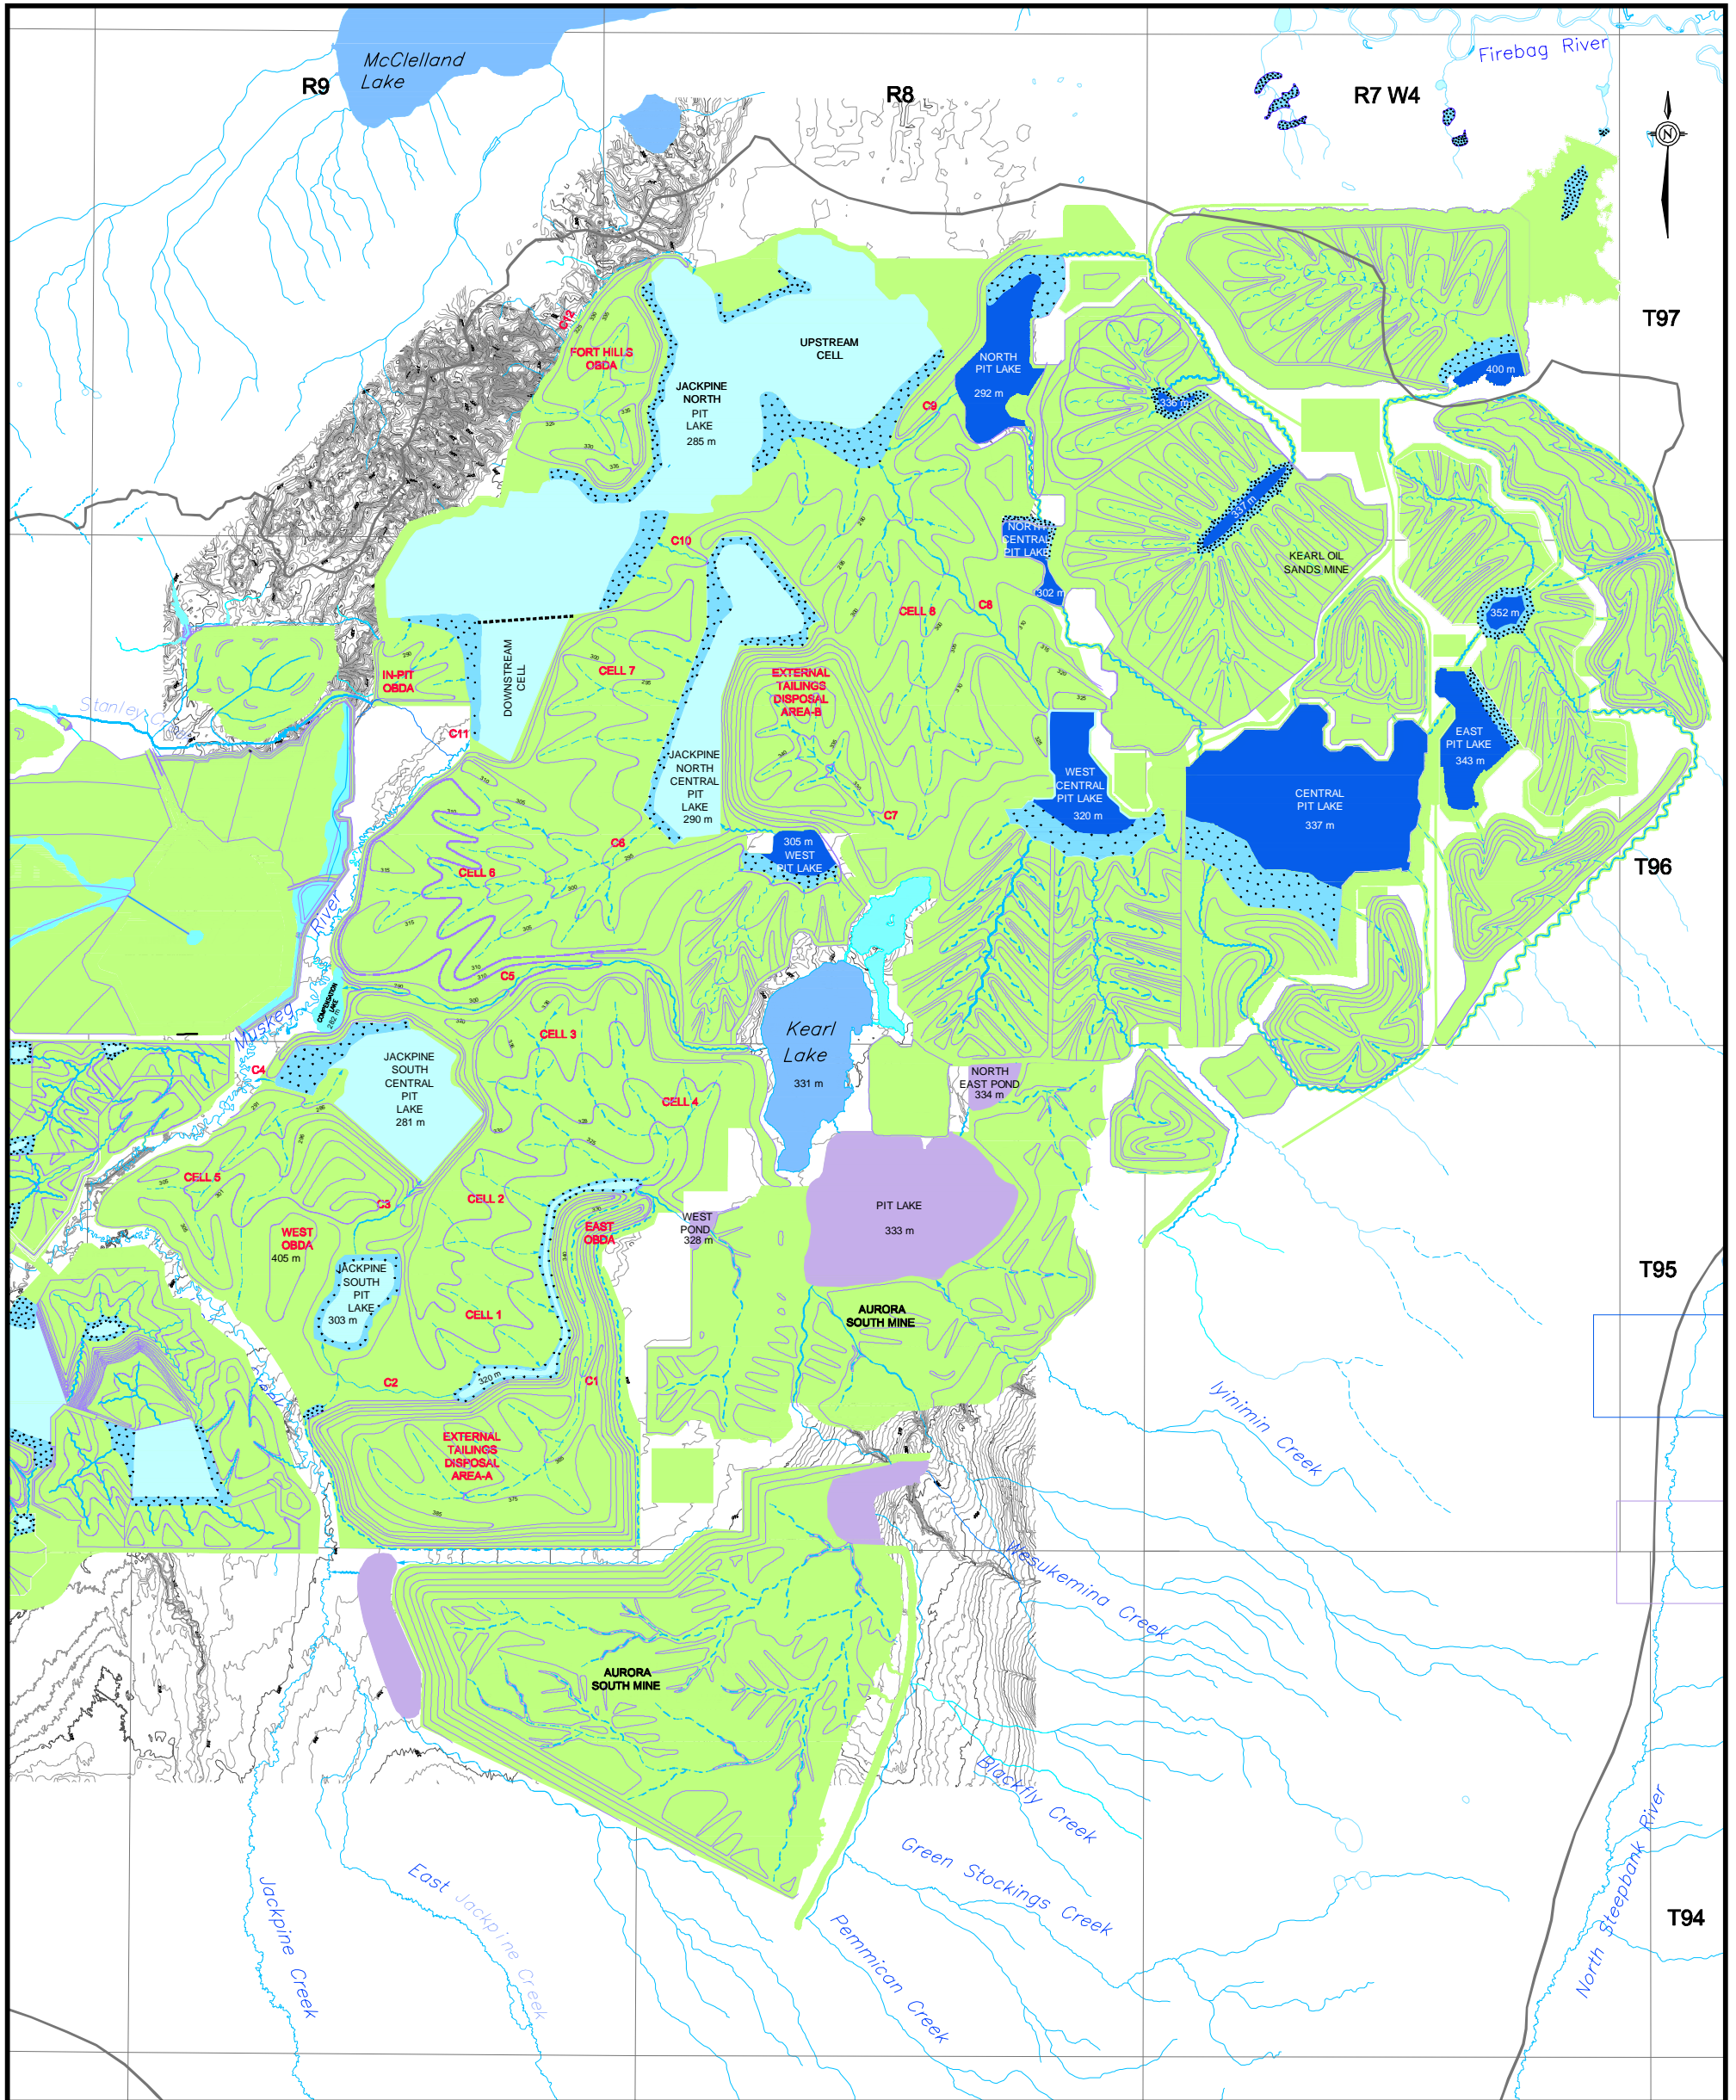 McClelland
Lake
R9
R8
R7 W4
Firebag River
N
T97
C12
FORT HILLS
OBDA
UPSTREAM
CELL
JACKPINE
NORTH
PIT
LAKE
285 m
NORTH
PIT LAKE
292 m
C9
400 m
336 m
337 m
NORTH
CENTRAL
PIT LAKE
302 m
KEARL OIL
SANDS MINE
C10
C8
CELL 8
352 m
IN-PIT
OBDA
DOWNSTREAM
CELL
CELL 7
EXTERNAL
TAILINGS
DISPOSAL
AREA-B
Stanley Creek
C11
JACKPINE
NORTH
CENTRAL
PIT
LAKE
290 m
WEST
CENTRAL
PIT LAKE
320 m
CENTRAL
PIT LAKE
337 m
EAST
PIT LAKE
343 m
C7
C6
305 m
WEST
PIT LAKE
T96
CELL 6
Muskeg River
COMPENSATION
LAKE
282 m
C5
CELL 3
Kearl
Lake
331 m
C4
JACKPINE
SOUTH
CENTRAL
PIT
LAKE
281 m
CELL 4
NORTH
EAST POND
334 m
CELL 5
C3
CELL 2
WEST
OBDA
405 m
EAST
OBDA
WEST
POND
328 m
PIT LAKE
333 m
JACKPINE
SOUTH
PIT
LAKE
303 m
CELL 1
AURORA
SOUTH MINE
T95
C2
320 m
C1
Iyinimin Creek
EXTERNAL
TAILINGS
DISPOSAL
AREA-A
Wesukemina Creek
AURORA
SOUTH MINE
Blackfly Creek
Green Stockings Creek
Pemmican Creek
East Jackpine Creek
Jackpine Creek
North Steepbank River
T94